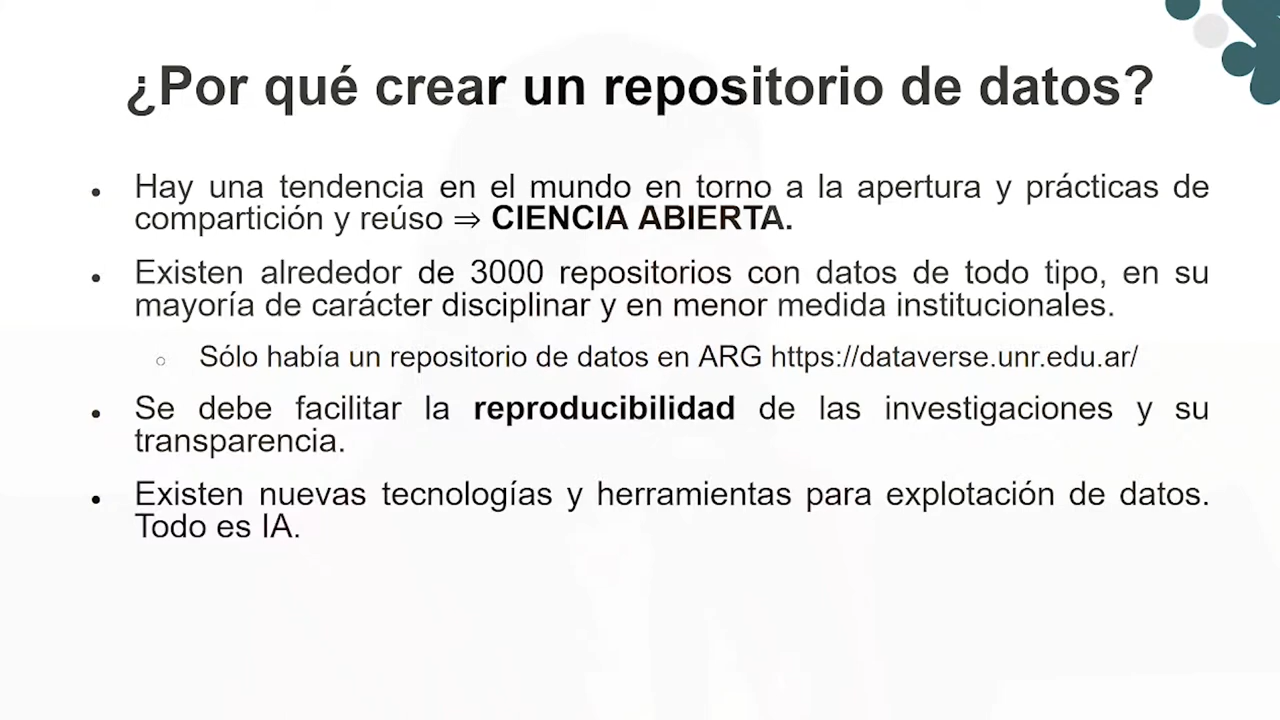 ¿Por qué crear un repositorio de datos?
• Hay una tendencia en el mundo en torno a la apertura y prácticas de
compartición y reúso ⇒ CIENCIA ABIERTA.
• Existen alrededor de 3000 repositorios con datos de todo tipo, en su
mayoría de carácter disciplinar y en menor medida institucionales.
○ Sólo había un repositorio de datos en ARG https://dataverse.unr.edu.ar/
• Se debe facilitar la reproducibilidad de las investigaciones y su
transparencia.
• Existen nuevas tecnologías y herramientas para explotación de datos.
Todo es IA.